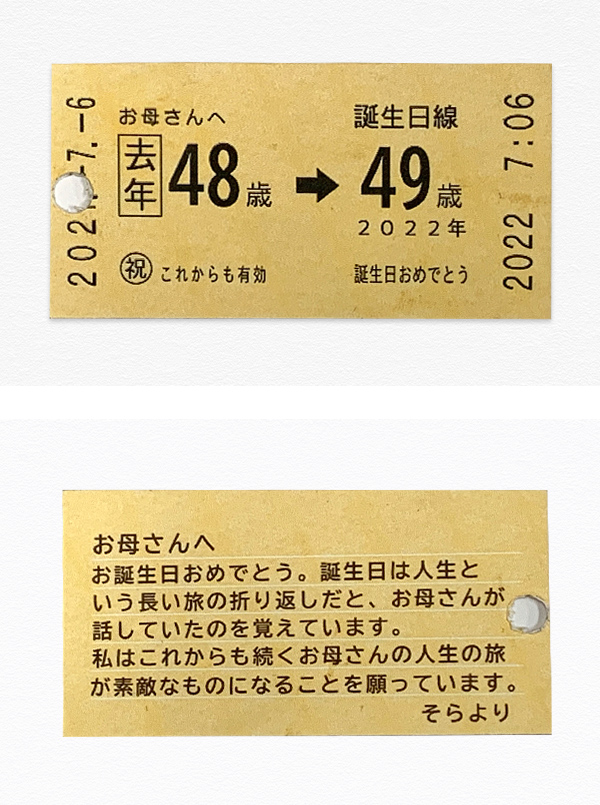 お母さんへ
誕生日線
去年 48歳 ➡ 49歳
2022年
㊗ これからも有効
誕生日おめでとう
2022 7:06
お母さんへ
お誕生日おめでとう。誕生日は人生と
いう長い旅の折り返しだと、お母さんが
話していたのを覚えています。
私はこれからも続くお母さんの人生の旅
が素敵なものになることを願っています。
そらより